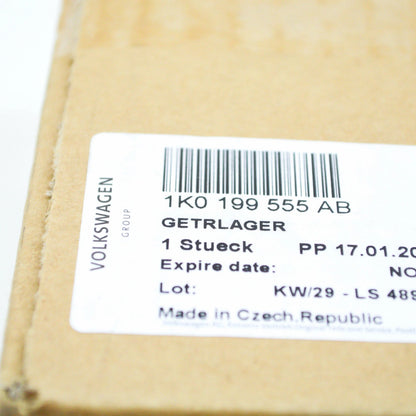 VOLKSWAGEN
GROUP
1K0 199 555 AB
GETRLAGER
1 Stueck PP 17.01.20
Expire date: NO
Lot: KW/29 - LS 489
Made in Czech Republic